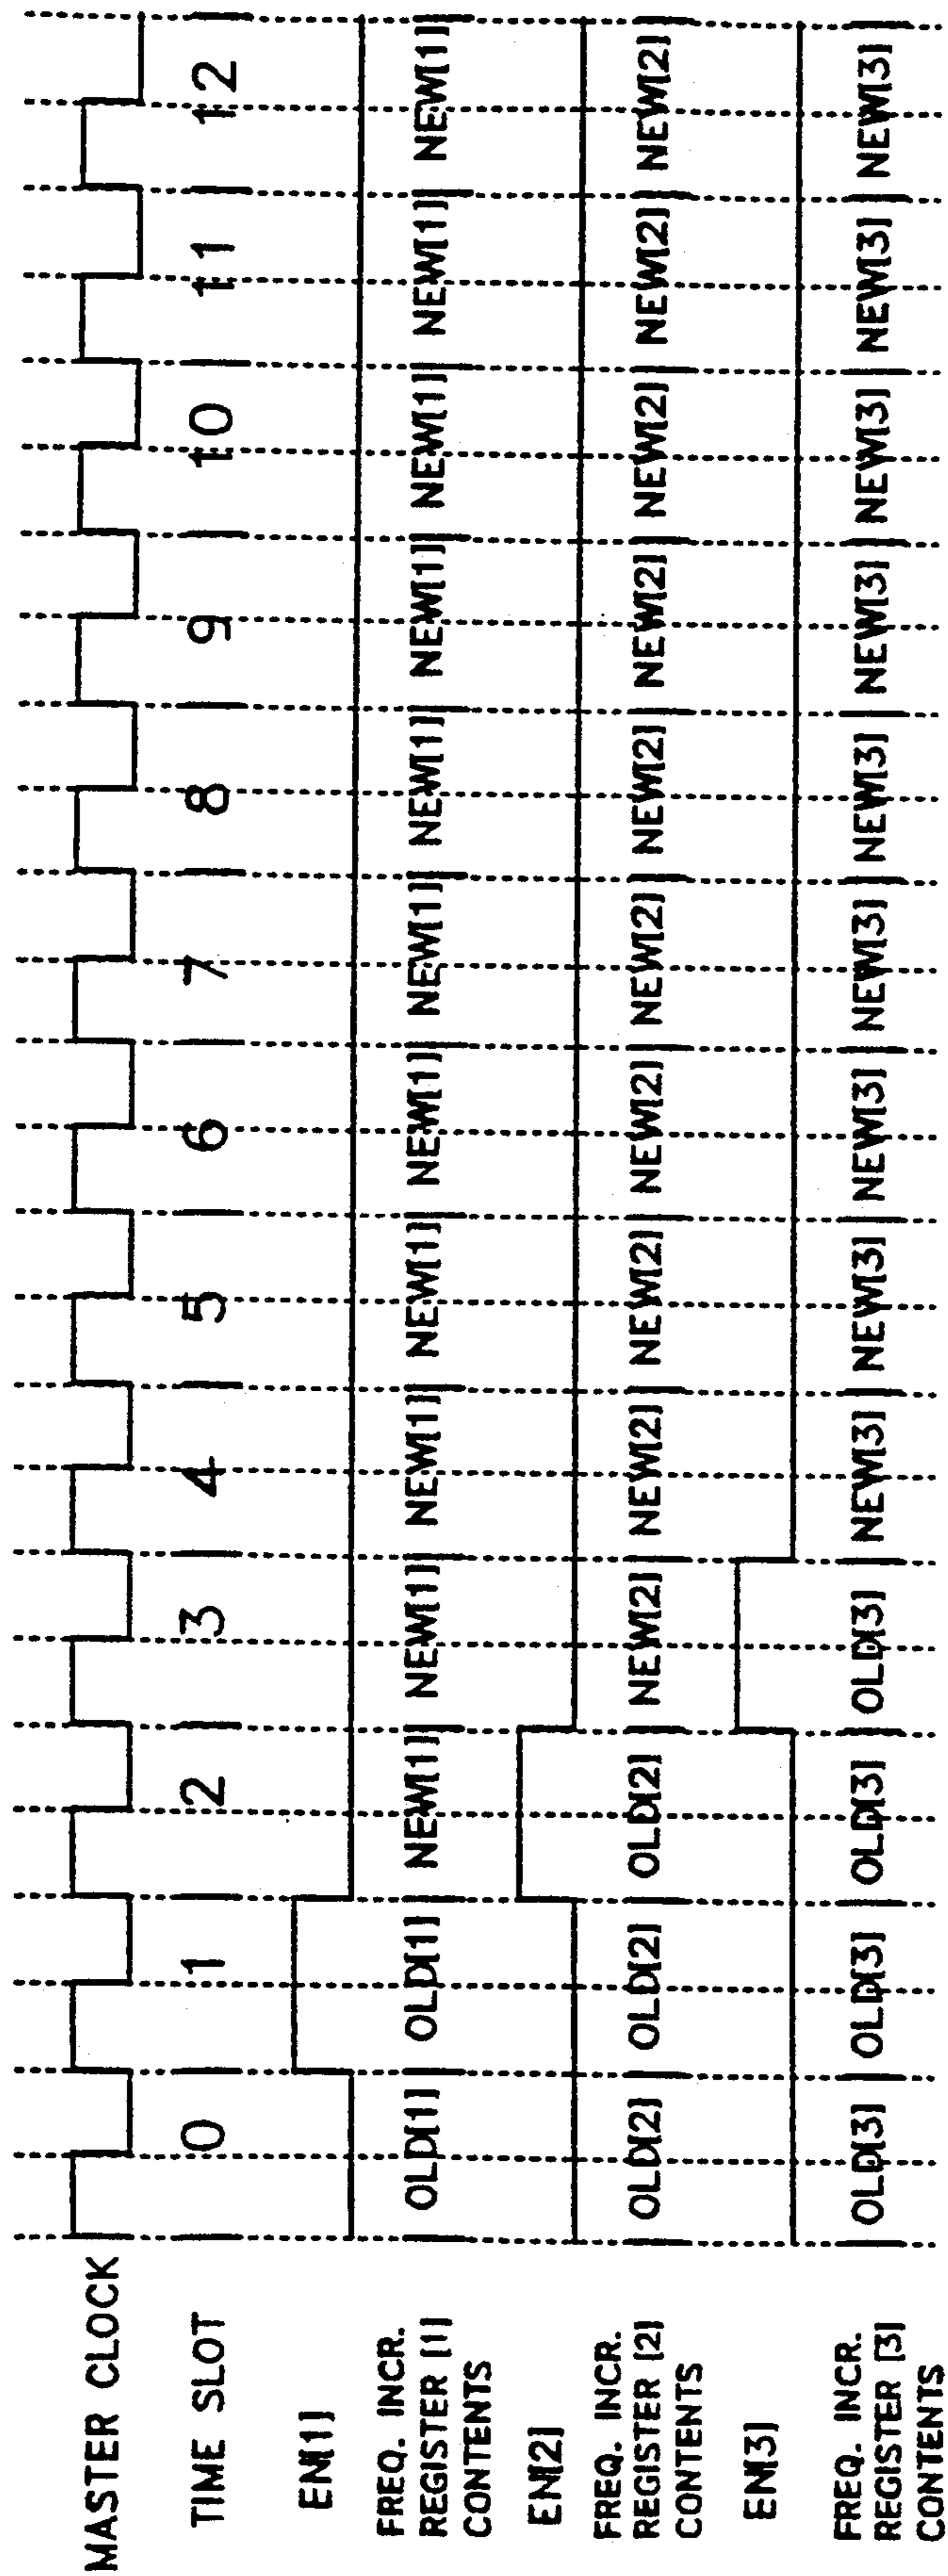 MASTER CLOCK
TIME SLOT 0 1 2 3 4 5 6 7 8 9 10 11 12
EN[1]
FREQ. INCR.
REGISTER [1]
CONTENTS
OLD[1] OLD[1] NEW[1] NEW[1] NEW[1] NEW[1] NEW[1] NEW[1] NEW[1] NEW[1] NEW[1] NEW[1] NEW[1]
EN[2]
FREQ. INCR.
REGISTER [2]
CONTENTS
OLD[2] OLD[2] OLD[2] NEW[2] NEW[2] NEW[2] NEW[2] NEW[2] NEW[2] NEW[2] NEW[2] NEW[2] NEW[2]
EN[3]
FREQ. INCR.
REGISTER [3]
CONTENTS
OLD[3] OLD[3] OLD[3] OLD[3] NEW[3] NEW[3] NEW[3] NEW[3] NEW[3] NEW[3] NEW[3] NEW[3] NEW[3]